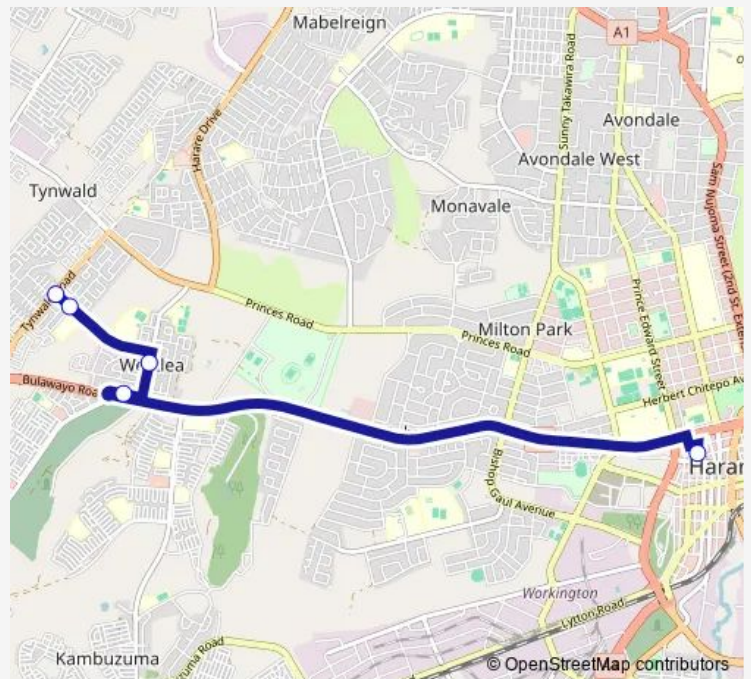 Mabelreign
A1
Sunny Takawira Road
Avondale
Harare Drive
Avondale West
Tynwald
Sam Nujoma Street (2nd St. Exten
Monavale
Tynwald Road
Princes Road
Prince Edward Street
Milton Park
Princes Road
Bulawayo Roa
Herbert Chitepo Av
Harar
Bishop Gaul Avenue
Workington
Lytton Road
Kambuzuma
uma Road
© OpenStreetMap contributors